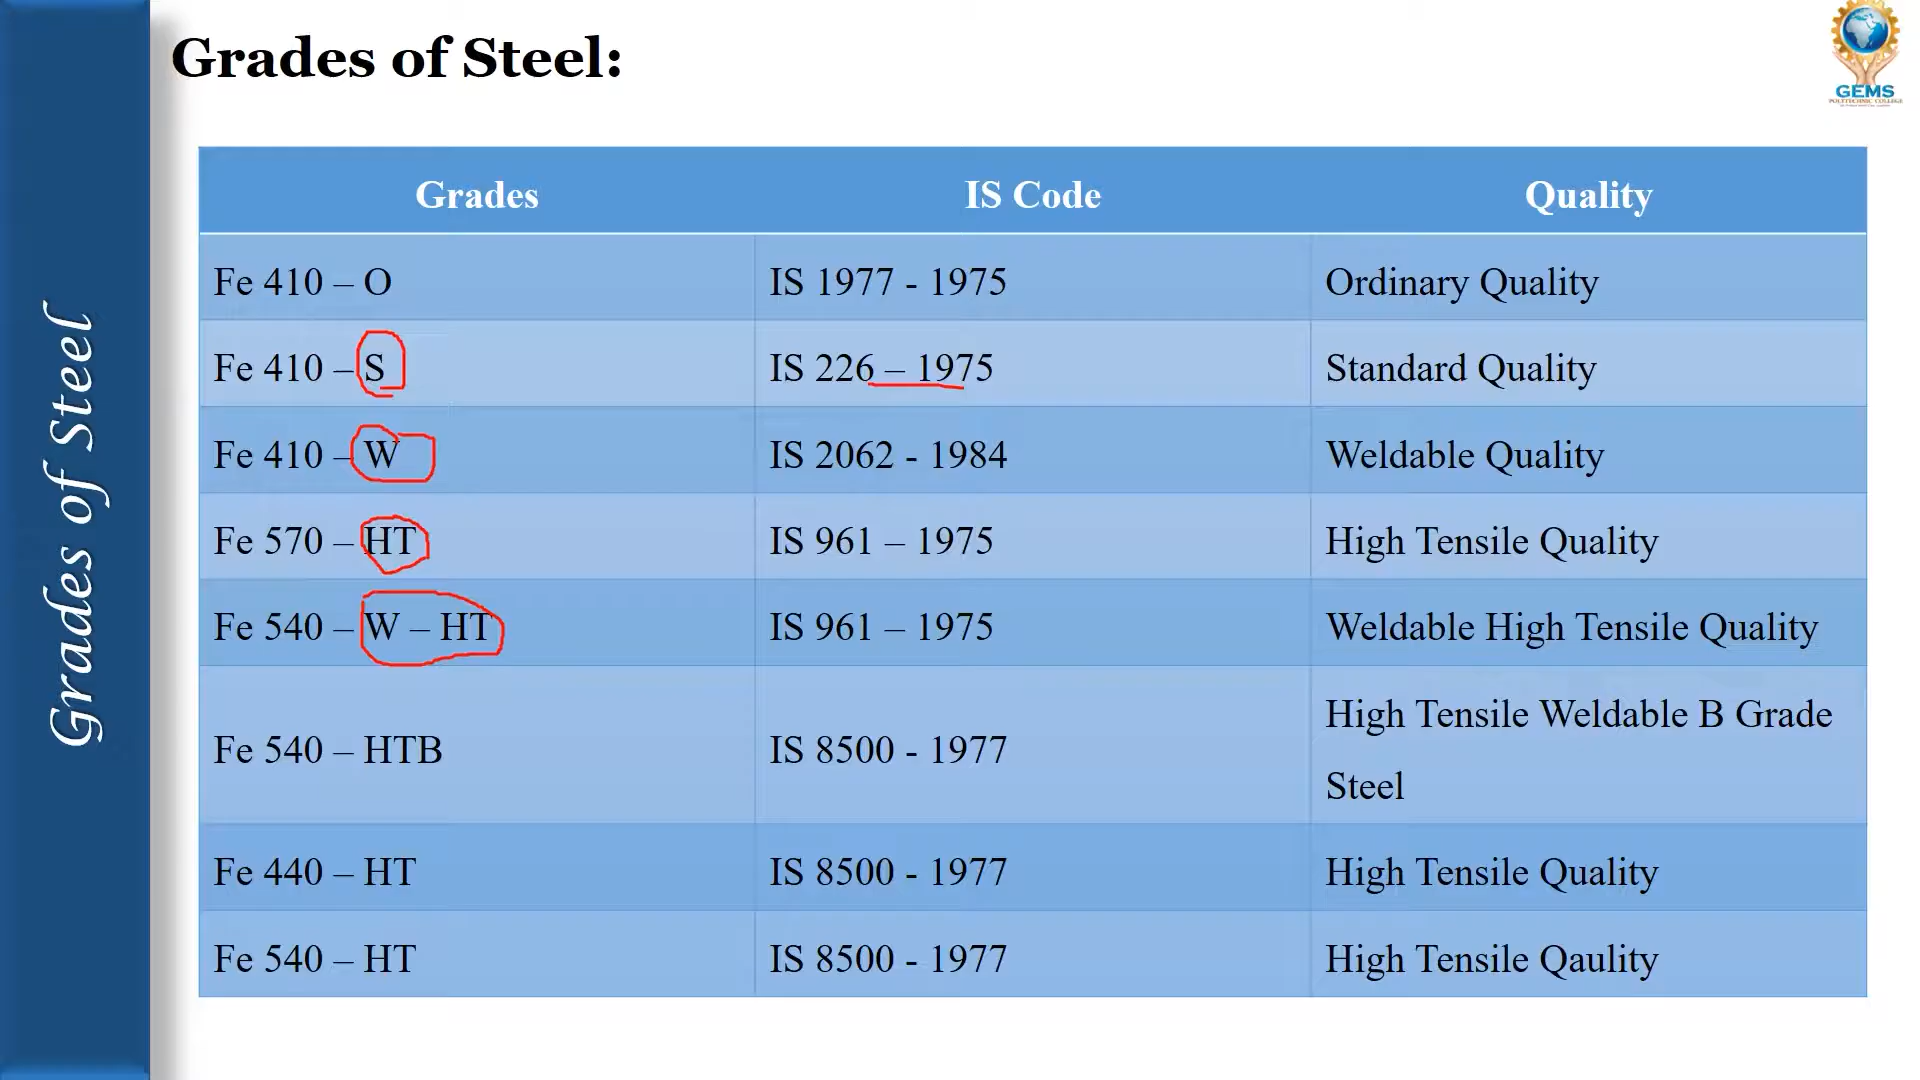 Grades of Steel:
GEMS
POLYTECHNIC COLLEGE
Grades of Steel
Grades IS Code Quality
Fe 410 – O IS 1977 - 1975 Ordinary Quality
Fe 410 – S IS 226 – 1975 Standard Quality
Fe 410 – W IS 2062 - 1984 Weldable Quality
Fe 570 – HT IS 961 – 1975 High Tensile Quality
Fe 540 – W – HT IS 961 – 1975 Weldable High Tensile Quality
Fe 540 – HTB IS 8500 - 1977 High Tensile Weldable B Grade
Steel
Fe 440 – HT IS 8500 - 1977 High Tensile Quality
Fe 540 – HT IS 8500 - 1977 High Tensile Qaulity